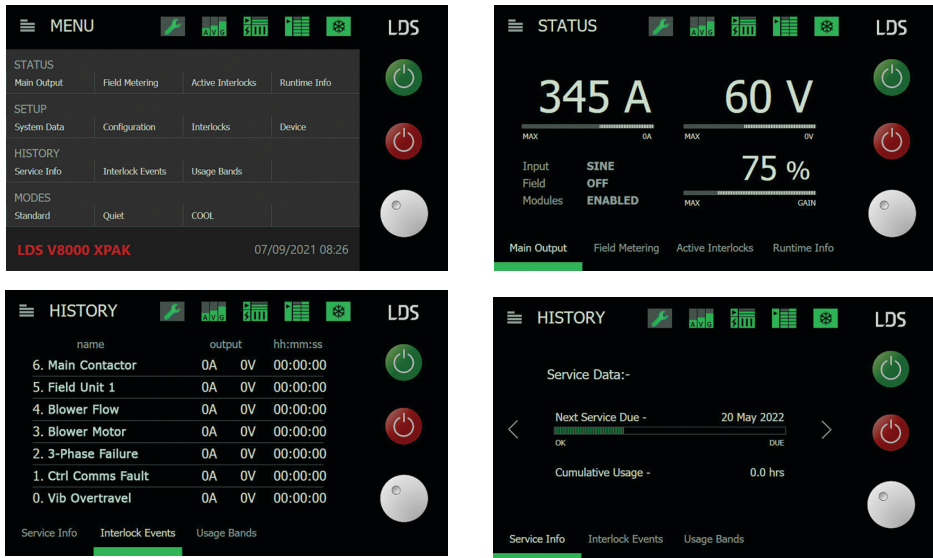 MENU
AVG
LDS
STATUS
Main Output Field Metering Active Interlocks Runtime Info
SETUP
System Data Configuration Interlocks Device
HISTORY
Service Info Interlock Events Usage Bands
MODES
Standard Quiet COOL
LDS V8000 XPAK 07/09/2021 08:26
STATUS
AVG
LDS
345 A 60 V
MAX 0A MAX 0V
Input SINE
Field OFF
Modules ENABLED
75 %
MAX GAIN
Main Output Field Metering Active Interlocks Runtime Info
HISTORY
AVG
LDS
name output hh:mm:ss
6. Main Contactor 0A 0V 00:00:00
5. Field Unit 1 0A 0V 00:00:00
4. Blower Flow 0A 0V 00:00:00
3. Blower Motor 0A 0V 00:00:00
2. 3-Phase Failure 0A 0V 00:00:00
1. Ctrl Comms Fault 0A 0V 00:00:00
0. Vib Overtravel 0A 0V 00:00:00
Service Info Interlock Events Usage Bands
HISTORY
AVG
LDS
Service Data:-
Next Service Due - 20 May 2022
OK DUE
Cumulative Usage - 0.0 hrs
Service Info Interlock Events Usage Bands